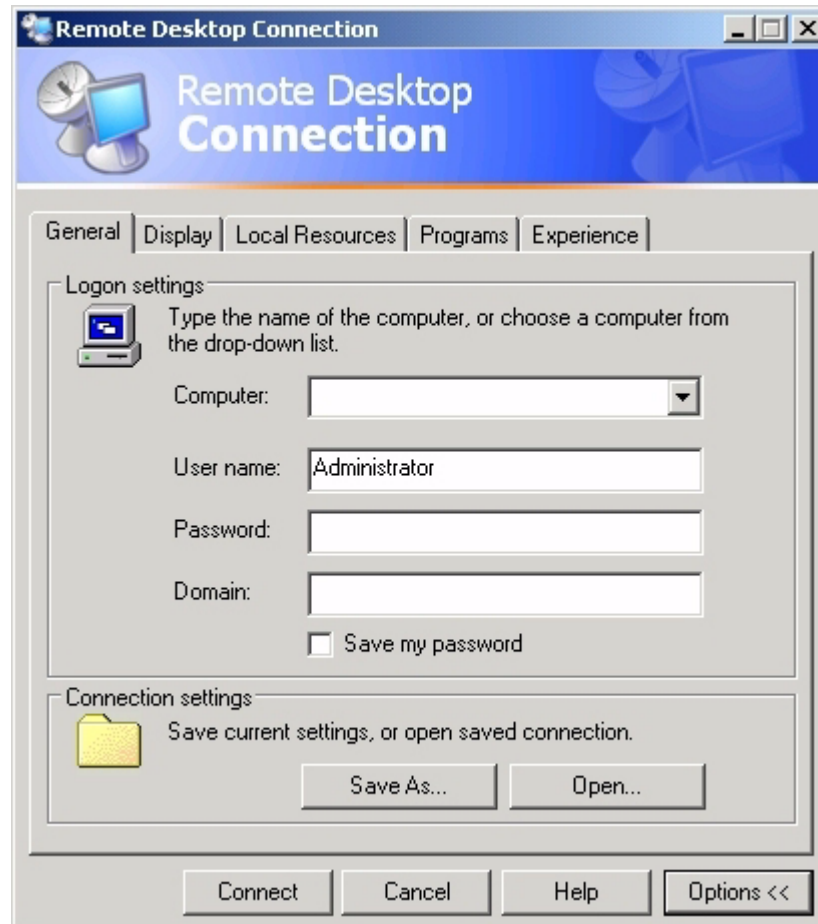 Remote Desktop Connection
Remote Desktop
Connection
General Display Local Resources Programs Experience
Logon settings
Type the name of the computer, or choose a computer from
the drop-down list.
Computer:
User name: Administrator
Password:
Domain:
Save my password
Connection settings
Save current settings, or open saved connection.
Save As... Open...
Connect Cancel Help Options <<